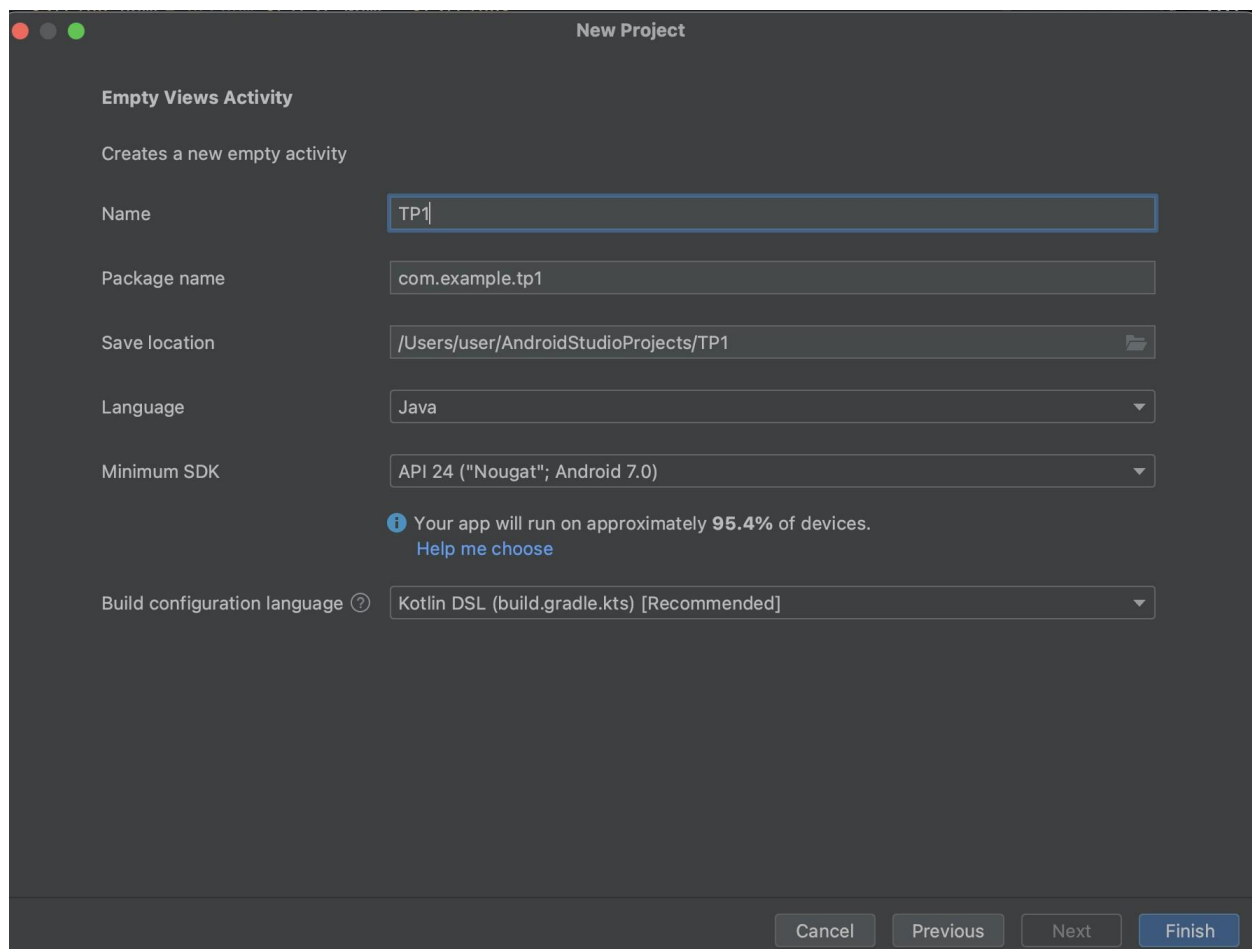 New Project
Empty Views Activity
Creates a new empty activity
Name
TP1
Package name
com.example.tp1
Save location
/Users/user/AndroidStudioProjects/TP1
Language
Java
Minimum SDK
API 24 ("Nougat"; Android 7.0)
Your app will run on approximately 95.4% of devices.
Help me choose
Build configuration language
Kotlin DSL (build.gradle.kts) [Recommended]
Cancel
Previous
Next
Finish